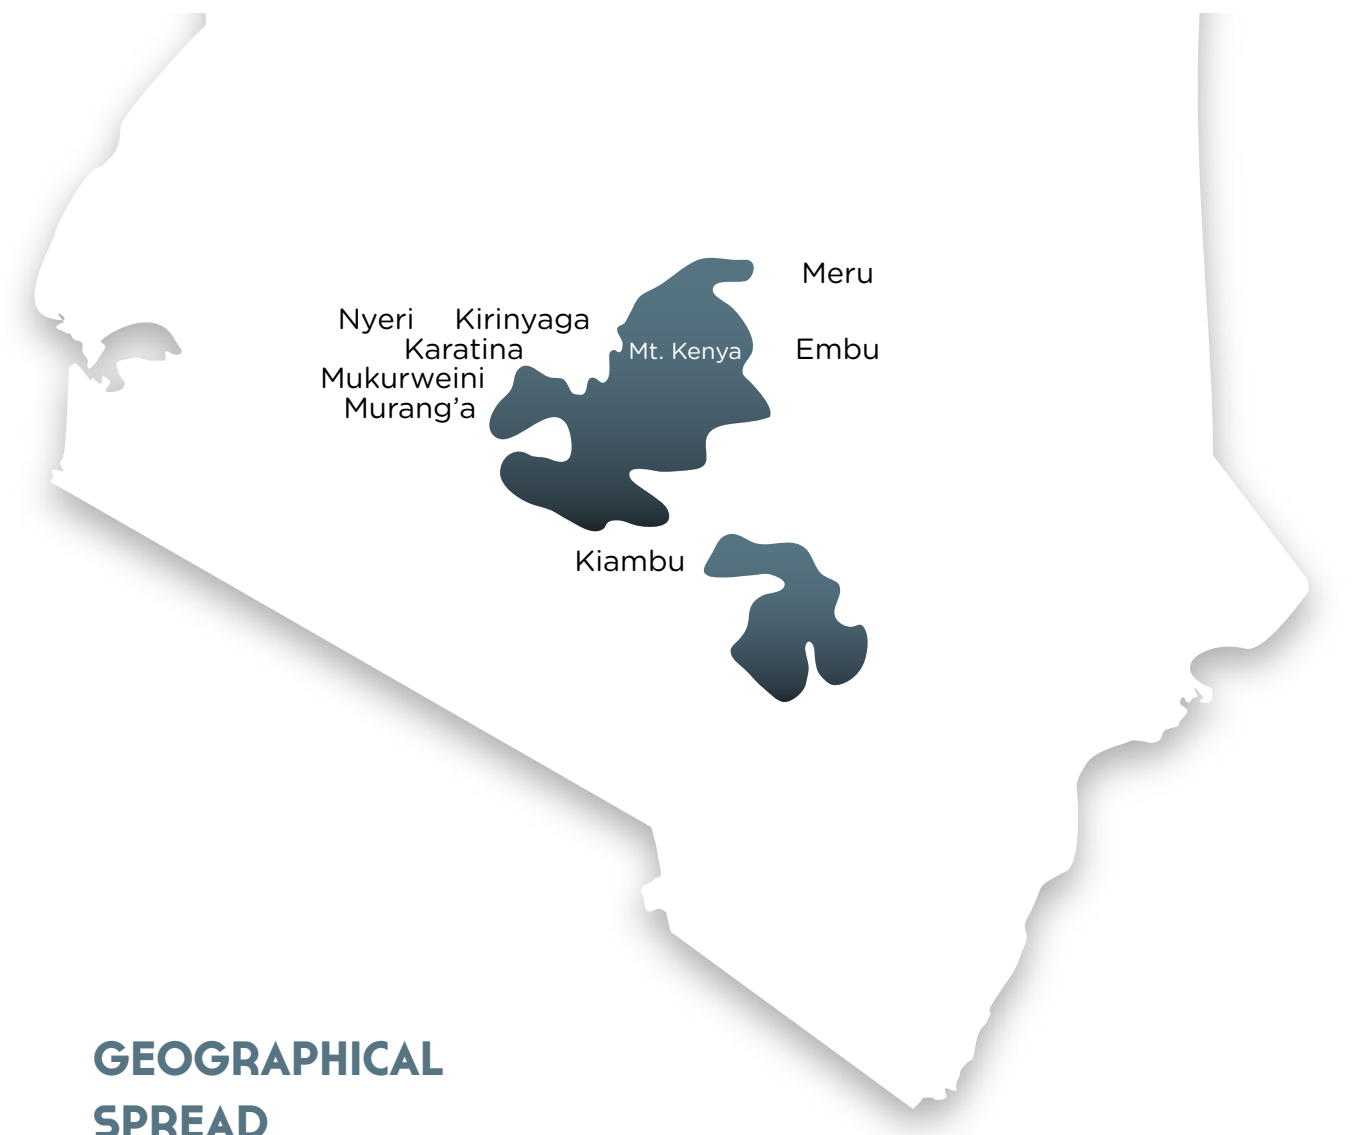 Meru
Nyeri Kirinyaga
Karatina
Mt. Kenya
Embu
Mukurweini
Murang’a
Kiambu
GEOGRAPHICAL
SPREAD